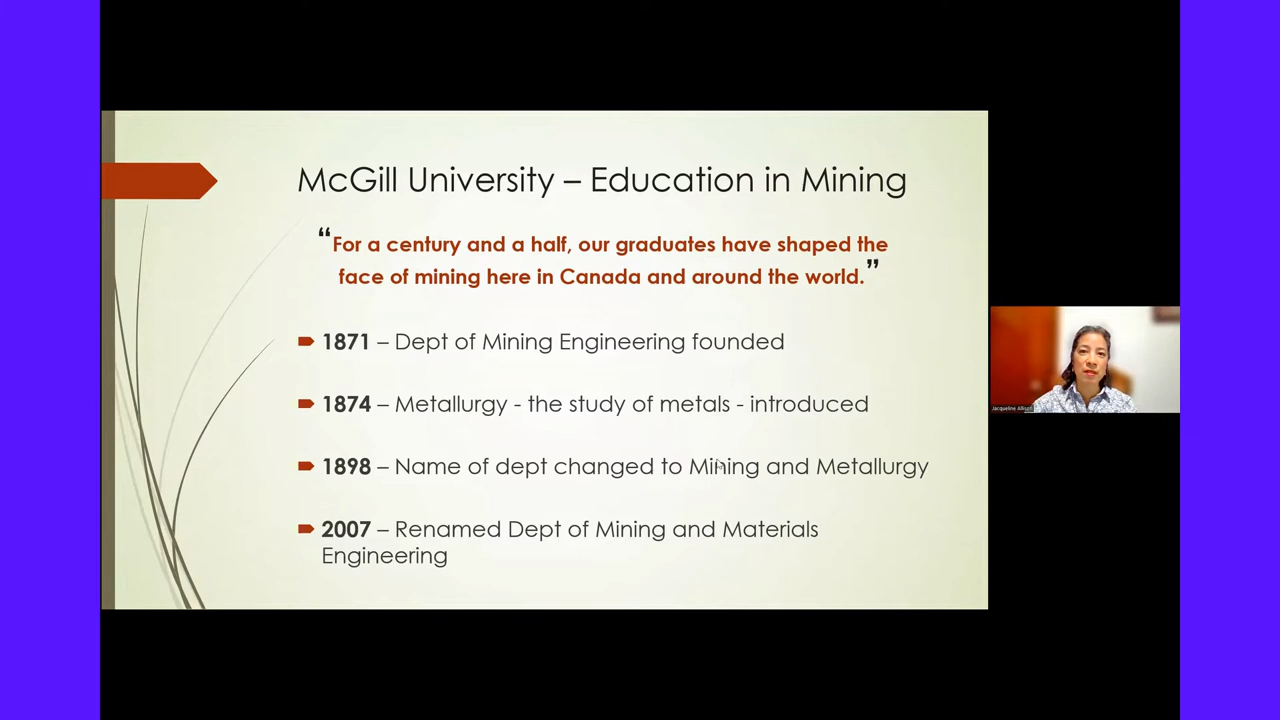 McGill University – Education in Mining
“For a century and a half, our graduates have shaped the
face of mining here in Canada and around the world.”
1871 – Dept of Mining Engineering founded
1874 – Metallurgy - the study of metals - introduced
1898 – Name of dept changed to Mining and Metallurgy
2007 – Renamed Dept of Mining and Materials
Engineering
Jacqueline Allison